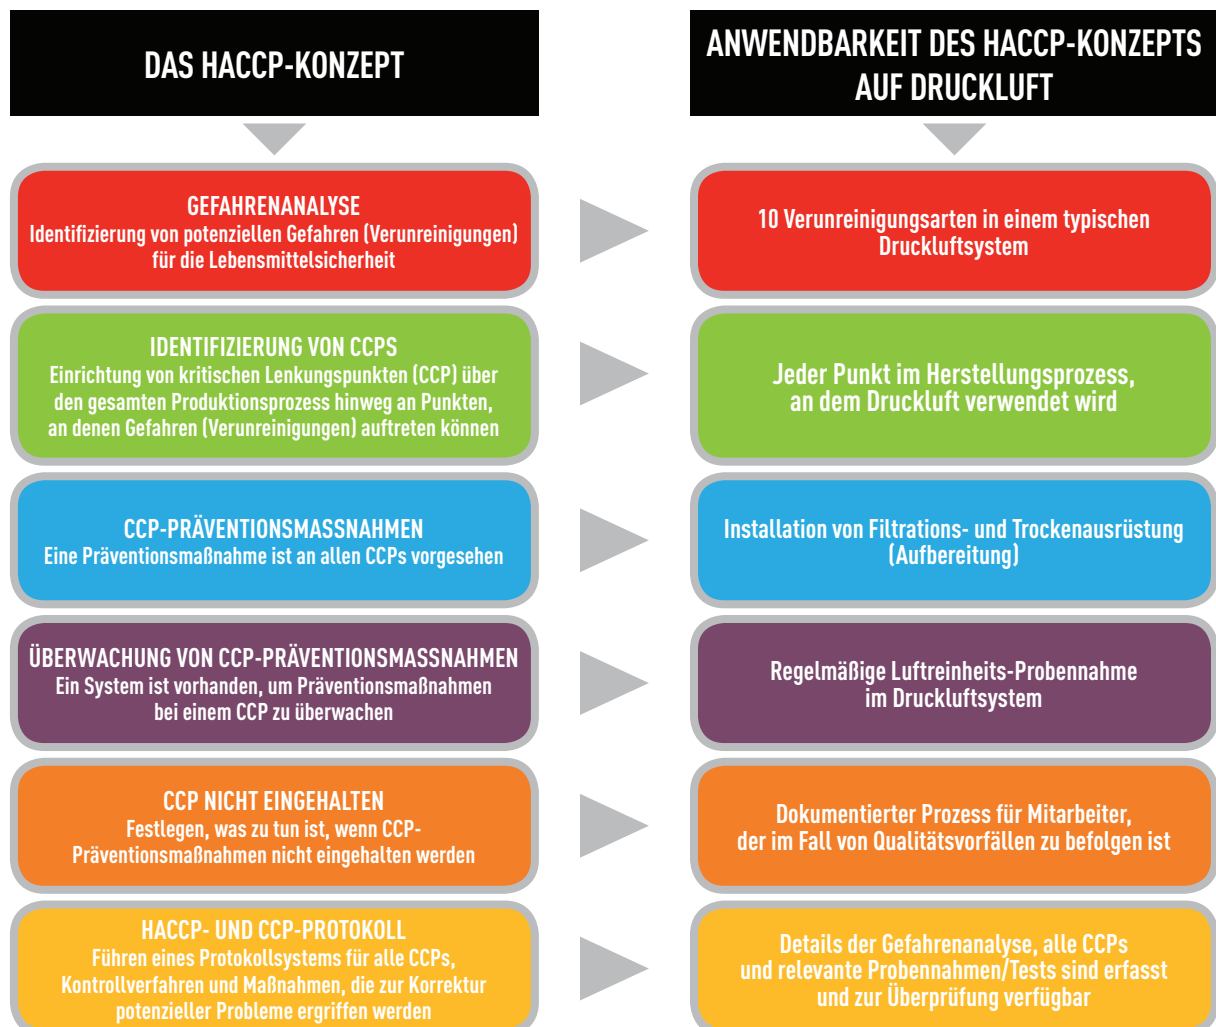 DAS HACCP-KONZEPT
ANWENDBARKEIT DES HACCP-KONZEPTS
AUF DRUCKLUFT
GEFAHRENANALYSE
Identifizierung von potenziellen Gefahren (Verunreinigungen)
für die Lebensmittelsicherheit
10 Verunreinigungsarten in einem typischen
Druckluftsystem
IDENTIFIZIERUNG VON CCPS
Einrichtung von kritischen Lenkungspunkten (CCP) über
den gesamten Produktionsprozess hinweg an Punkten,
an denen Gefahren (Verunreinigungen) auftreten können
Jeder Punkt im Herstellungsprozess,
an dem Druckluft verwendet wird
CCP-PRÄVENTIONSMASSNAHMEN
Eine Präventionsmaßnahme ist an allen CCPs vorgesehen
Installation von Filtrations- und Trockenausrüstung
(Aufbereitung)
ÜBERWACHUNG VON CCP-PRÄVENTIONSMASSNAHMEN
Ein System ist vorhanden, um Präventionsmaßnahmen
bei einem CCP zu überwachen
Regelmäßige Luftreinheits-Probennahme
im Druckluftsystem
CCP NICHT EINGEHALTEN
Festlegen, was zu tun ist, wenn CCP-
Präventionsmaßnahmen nicht eingehalten werden
Dokumentierter Prozess für Mitarbeiter,
der im Fall von Qualitätsvorfällen zu befolgen ist
HACCP- UND CCP-PROTOKOLL
Führen eines Protokollsystems für alle CCPs,
Kontrollverfahren und Maßnahmen, die zur Korrektur
potenzieller Probleme ergriffen werden
Details der Gefahrenanalyse, alle CCPs
und relevante Probennahmen/Tests sind erfasst
und zur Überprüfung verfügbar